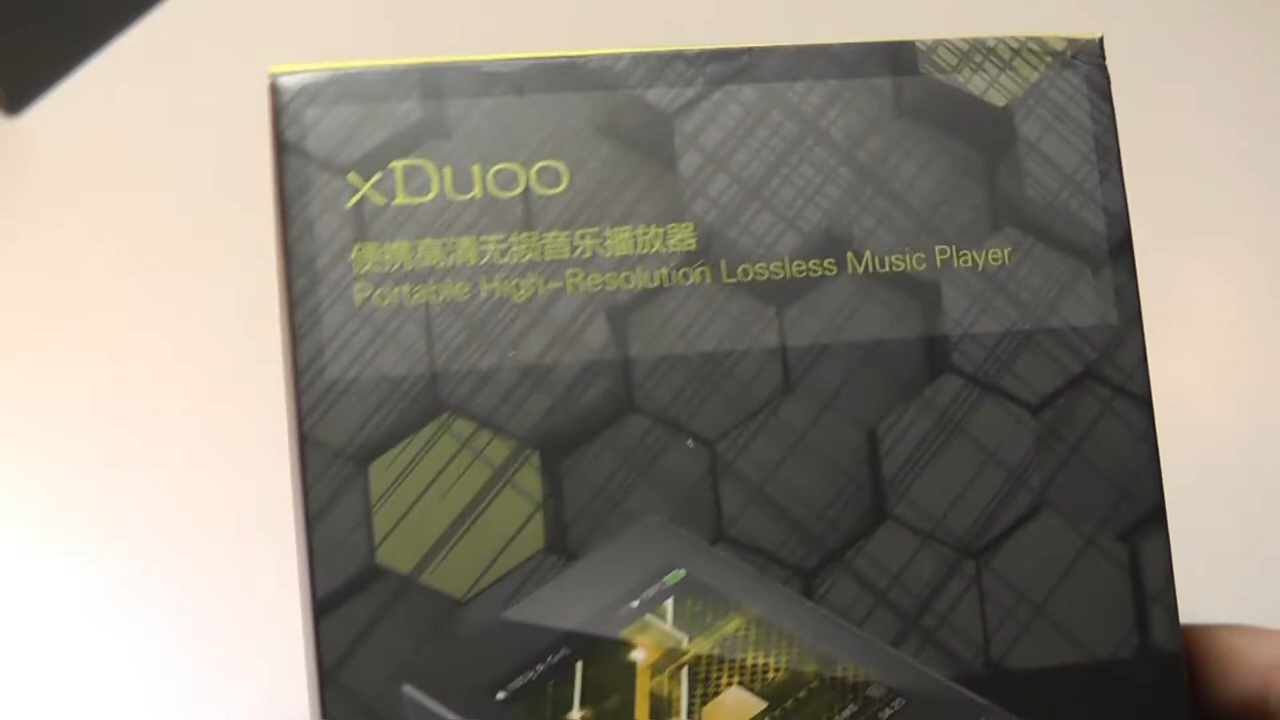 xDuoo
便携高清无损音乐播放器
Portable High-Resolution Lossless Music Player